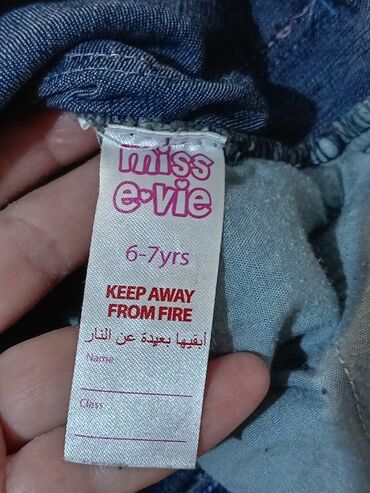 miss
e•vie
6-7yrs
KEEP AWAY
FROM FIRE
أبقيها بعيدة عن النار
Name
Class